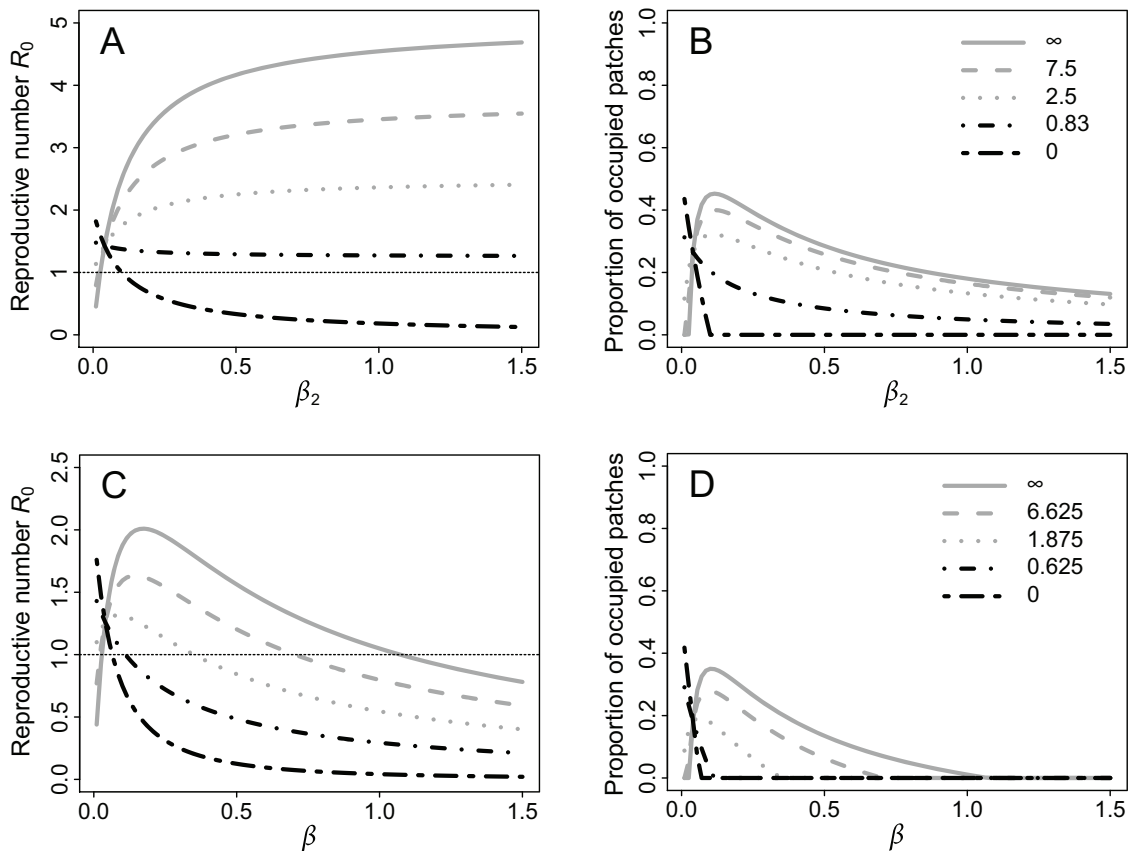 A
Reproductive number R0
5
4
3
2
1
0
0.0 0.5 1.0 1.5
β2
B
Proportion of occupied patches
1.0
0.8
0.6
0.4
0.2
0.0
∞
7.5
2.5
0.83
0
0.0 0.5 1.0 1.5
β2
C
Reproductive number R0
2.5
2.0
1.5
1.0
0.5
0.0
0.0 0.5 1.0 1.5
β
D
Proportion of occupied patches
1.0
0.8
0.6
0.4
0.2
0.0
∞
6.625
1.875
0.625
0
0.0 0.5 1.0 1.5
β